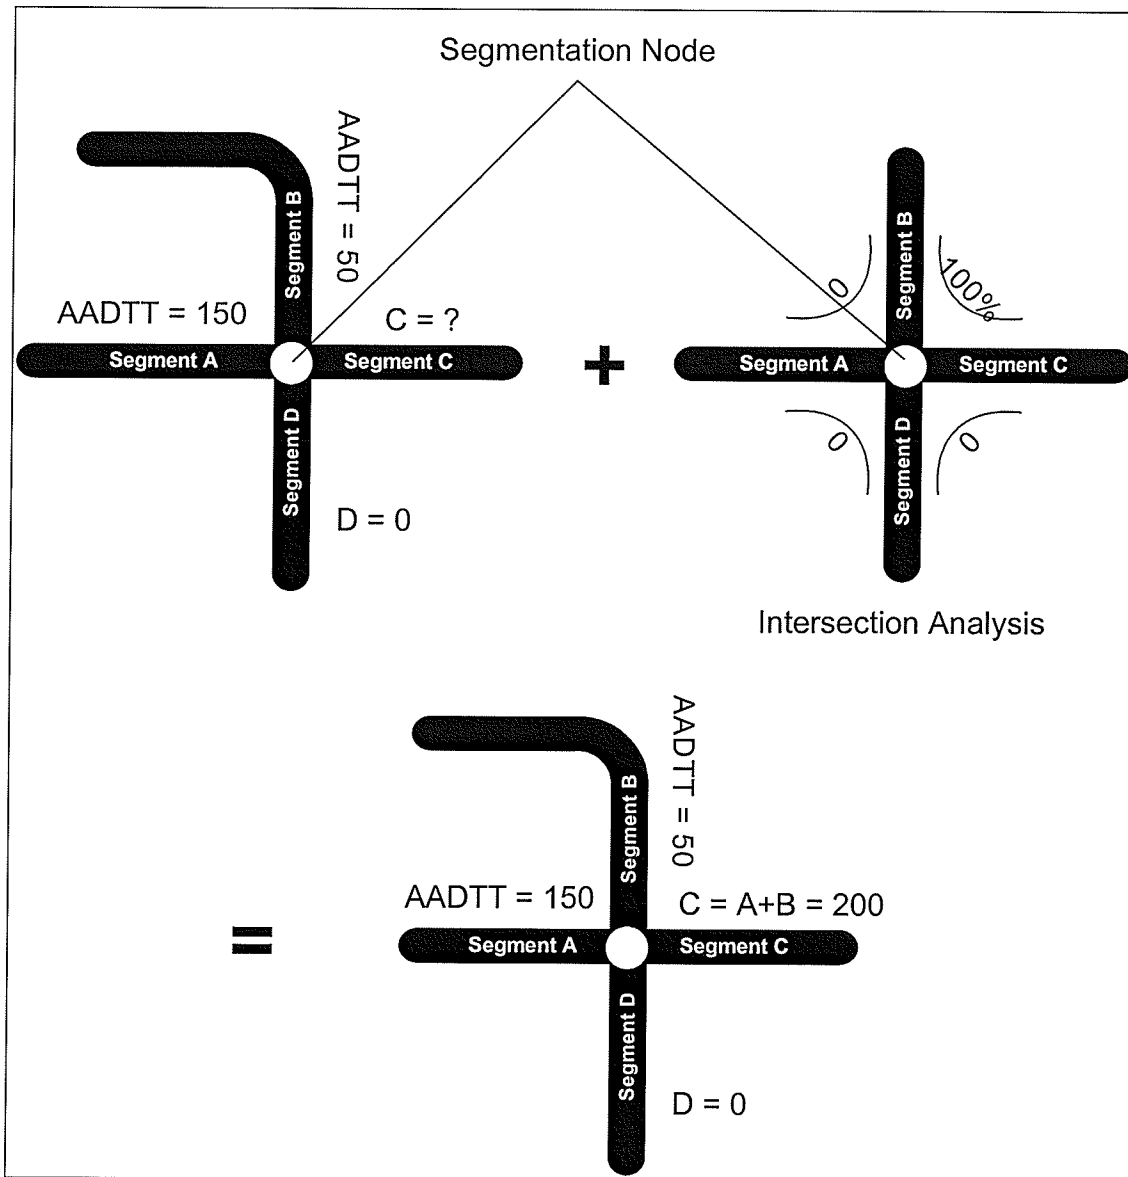 Segmentation Node
AADTT = 50
Segment B
AADTT = 150
C = ?
Segment A
Segment C
Segment D
D = 0
+
Segment B
0
100%
Segment A
Segment C
Segment D
0
0
Intersection Analysis
=
AADTT = 50
Segment B
AADTT = 150
C = A+B = 200
Segment A
Segment C
Segment D
D = 0